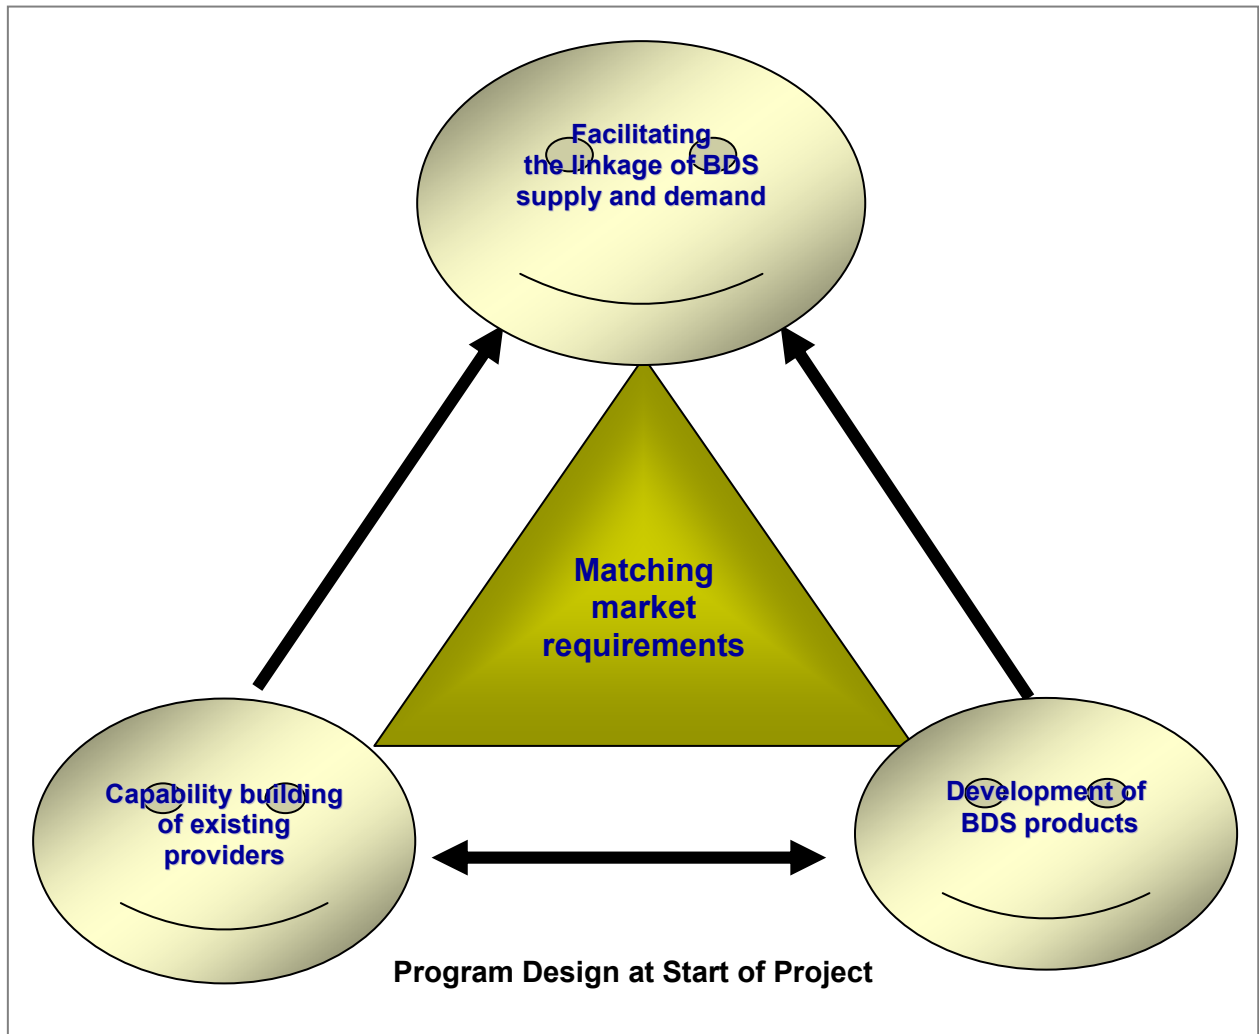 Facilitating
the linkage of BDS
supply and demand
Matching
market
requirements
Capability building
of existing
providers
Development of
BDS products
Program Design at Start of Project